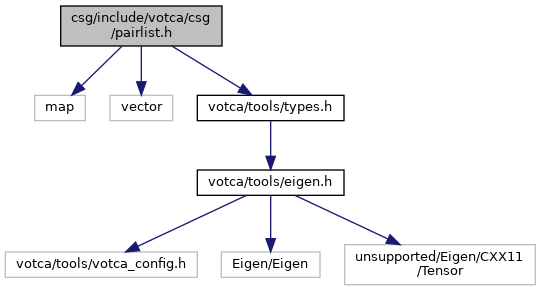 csg/include/votca/csg
/pairlist.h
map
vector
votca/tools/types.h
votca/tools/eigen.h
votca/tools/votca_config.h
Eigen/Eigen
unsupported/Eigen/CXX11
/Tensor